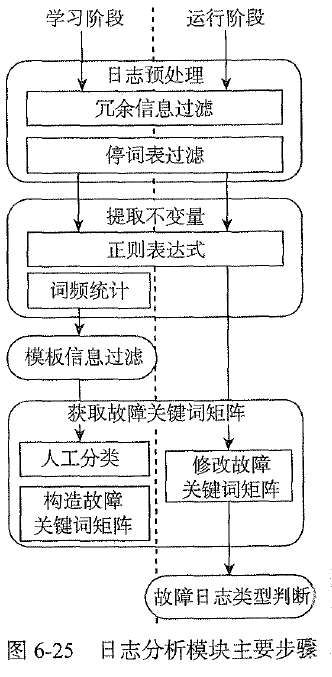 学习阶段 运行阶段
日志预处理
冗余信息过滤
停词表过滤
提取不变量
正则表达式
词频统计
模板信息过滤
获取故障关键词矩阵
人工分类
修改故障
关键词矩阵
构造故障
关键词矩阵
故障日志类型判断
图 6-25 日志分析模块主要步骤